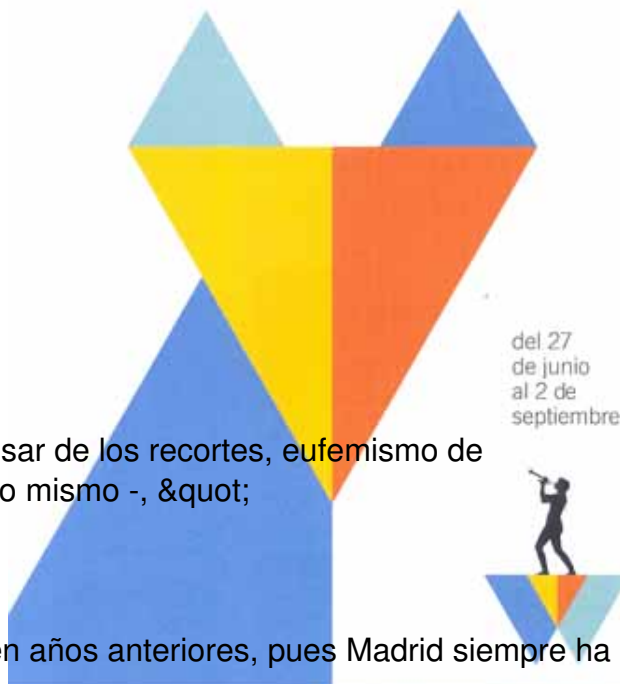 del 27
de junio
al 2 de
septiembre
sar de los recortes, eufemismo de
o mismo -, &quot;
en años anteriores, pues Madrid siempre ha